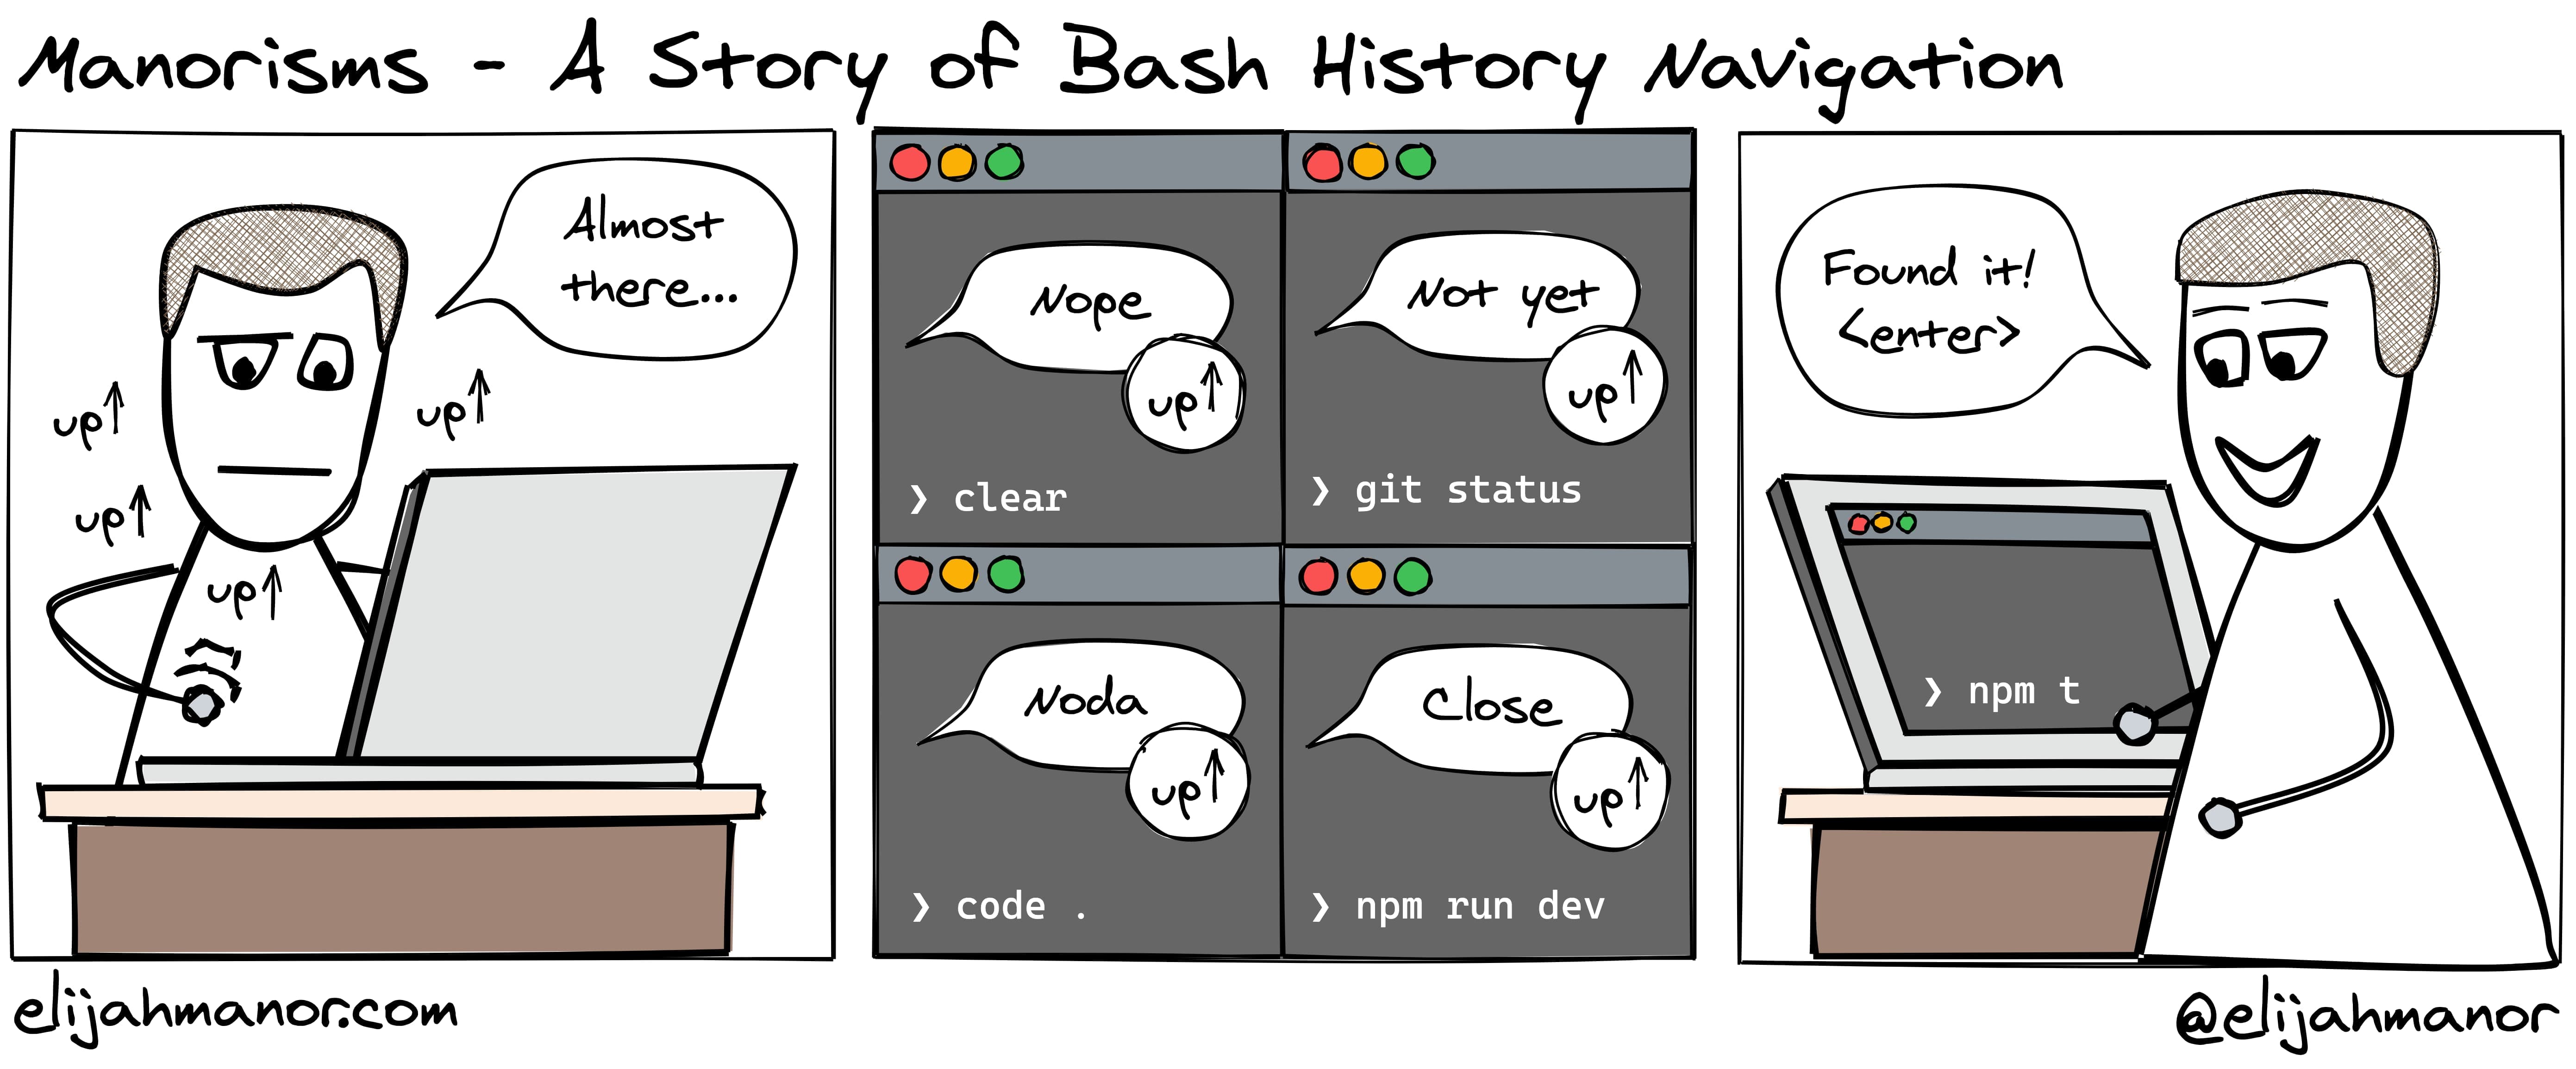 Manorisms - A Story of Bash History Navigation
Almost
there...
up↑
up↑
up↑
up↑
Nope
up↑
❯ clear
Not yet
up↑
❯ git status
Noda
up↑
❯ code .
Close
up↑
❯ npm run dev
Found it!
<enter>
❯ npm t
elijahmanor.com
@elijahmanor